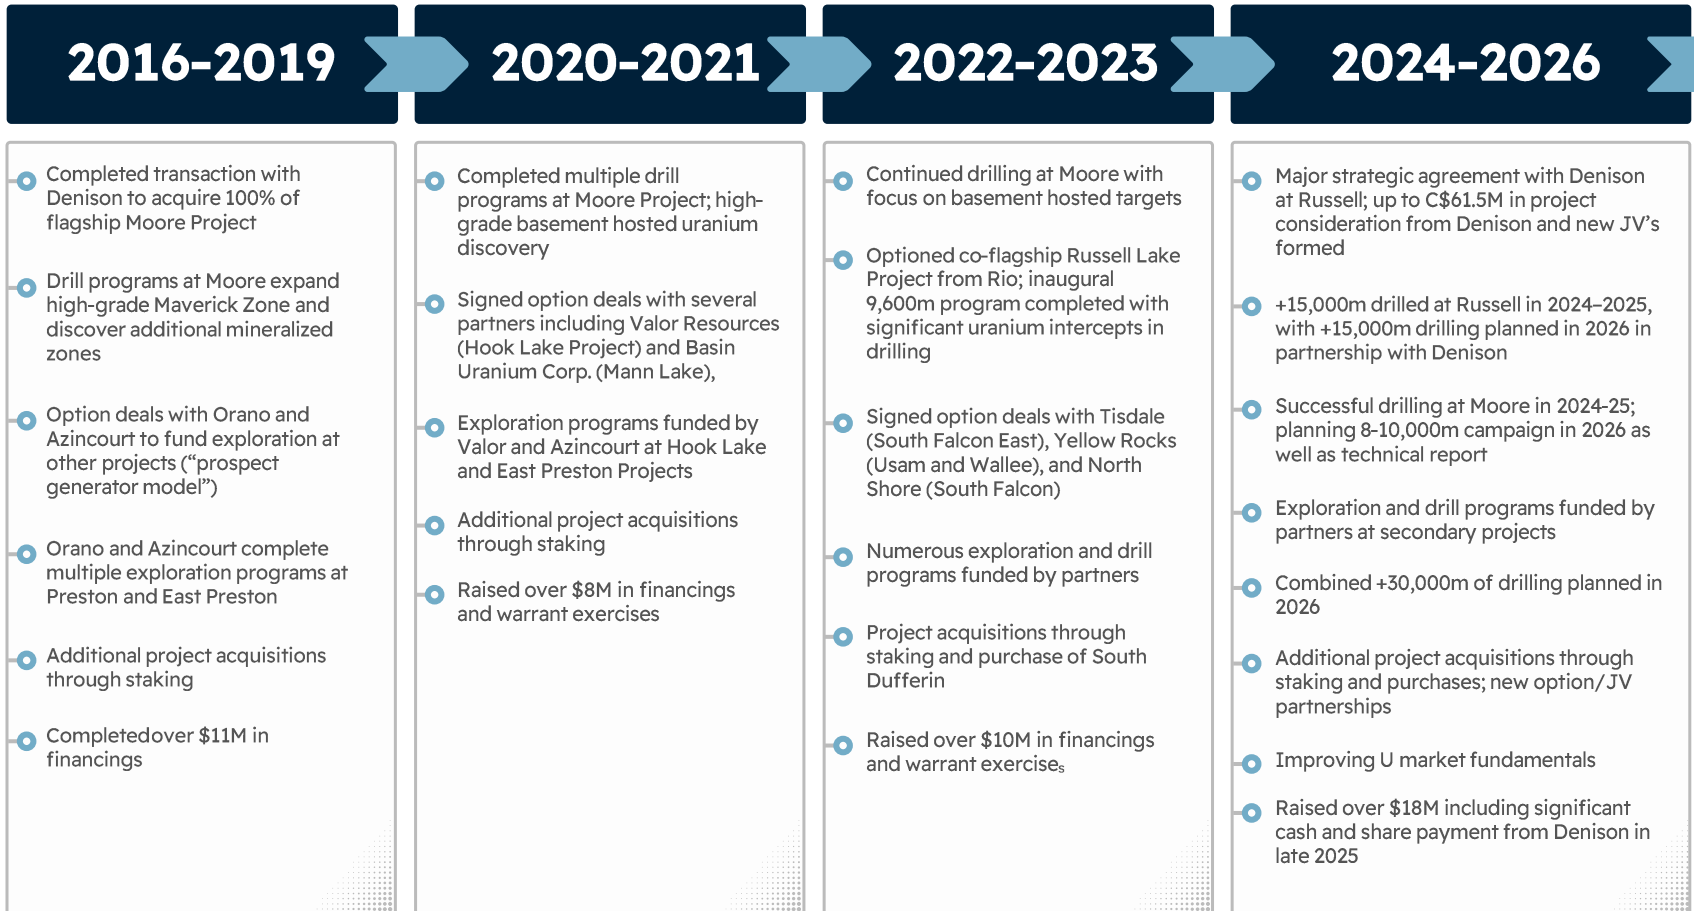 2016-2019
2020-2021
2022-2023
2024-2026
Completed transaction with
Denison to acquire 100% of
flagship Moore Project
Drill programs at Moore expand
high-grade Maverick Zone and
discover additional mineralized
zones
Option deals with Orano and
Azincourt to fund exploration at
other projects (“prospect
generator model”)
Orano and Azincourt complete
multiple exploration programs at
Preston and East Preston
Additional project acquisitions
through staking
Completedover $11M in
financings
Completed multiple drill
programs at Moore Project; high-
grade basement hosted uranium
discovery
Signed option deals with several
partners including Valor Resources
(Hook Lake Project) and Basin
Uranium Corp. (Mann Lake),
Exploration programs funded by
Valor and Azincourt at Hook Lake
and East Preston Projects
Additional project acquisitions
through staking
Raised over $8M in financings
and warrant exercises
Continued drilling at Moore with
focus on basement hosted targets
Optioned co-flagship Russell Lake
Project from Rio; inaugural
9,600m program completed with
significant uranium intercepts in
drilling
Signed option deals with Tisdale
(South Falcon East), Yellow Rocks
(Usam and Wallee), and North
Shore (South Falcon)
Numerous exploration and drill
programs funded by partners
Project acquisitions through
staking and purchase of South
Dufferin
Raised over $10M in financings
and warrant exercises
Major strategic agreement with Denison
at Russell; up to C$61.5M in project
consideration from Denison and new JV’s
formed
+15,000m drilled at Russell in 2024–2025,
with +15,000m drilling planned in 2026 in
partnership with Denison
Successful drilling at Moore in 2024-25;
planning 8-10,000m campaign in 2026 as
well as technical report
Exploration and drill programs funded by
partners at secondary projects
Combined +30,000m of drilling planned in
2026
Additional project acquisitions through
staking and purchases; new option/JV
partnerships
Improving U market fundamentals
Raised over $18M including significant
cash and share payment from Denison in
late 2025